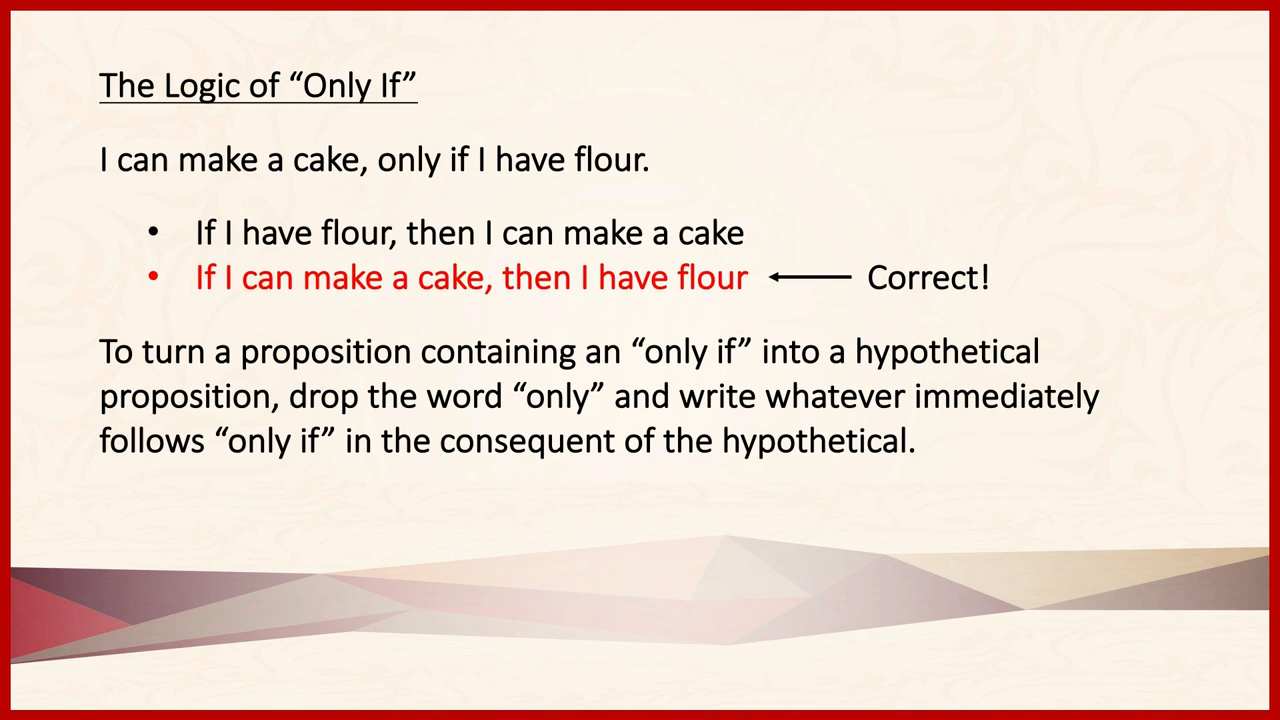 The Logic of “Only If”
I can make a cake, only if I have flour.
• If I have flour, then I can make a cake
• If I can make a cake, then I have flour Correct!
To turn a proposition containing an “only if” into a hypothetical
proposition, drop the word “only” and write whatever immediately
follows “only if” in the consequent of the hypothetical.